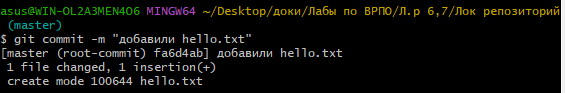 asus@WIN-OL2A3MEN4O6 MINGW64 ~/Desktop/доки/Лабы по ВРПО/Л.р 6,7/Лок репозиторий
(master)
$ git commit -m "добавили hello.txt"
[master (root-commit) fa6d4ab] добавили hello.txt
1 file changed, 1 insertion(+)
create mode 100644 hello.txt